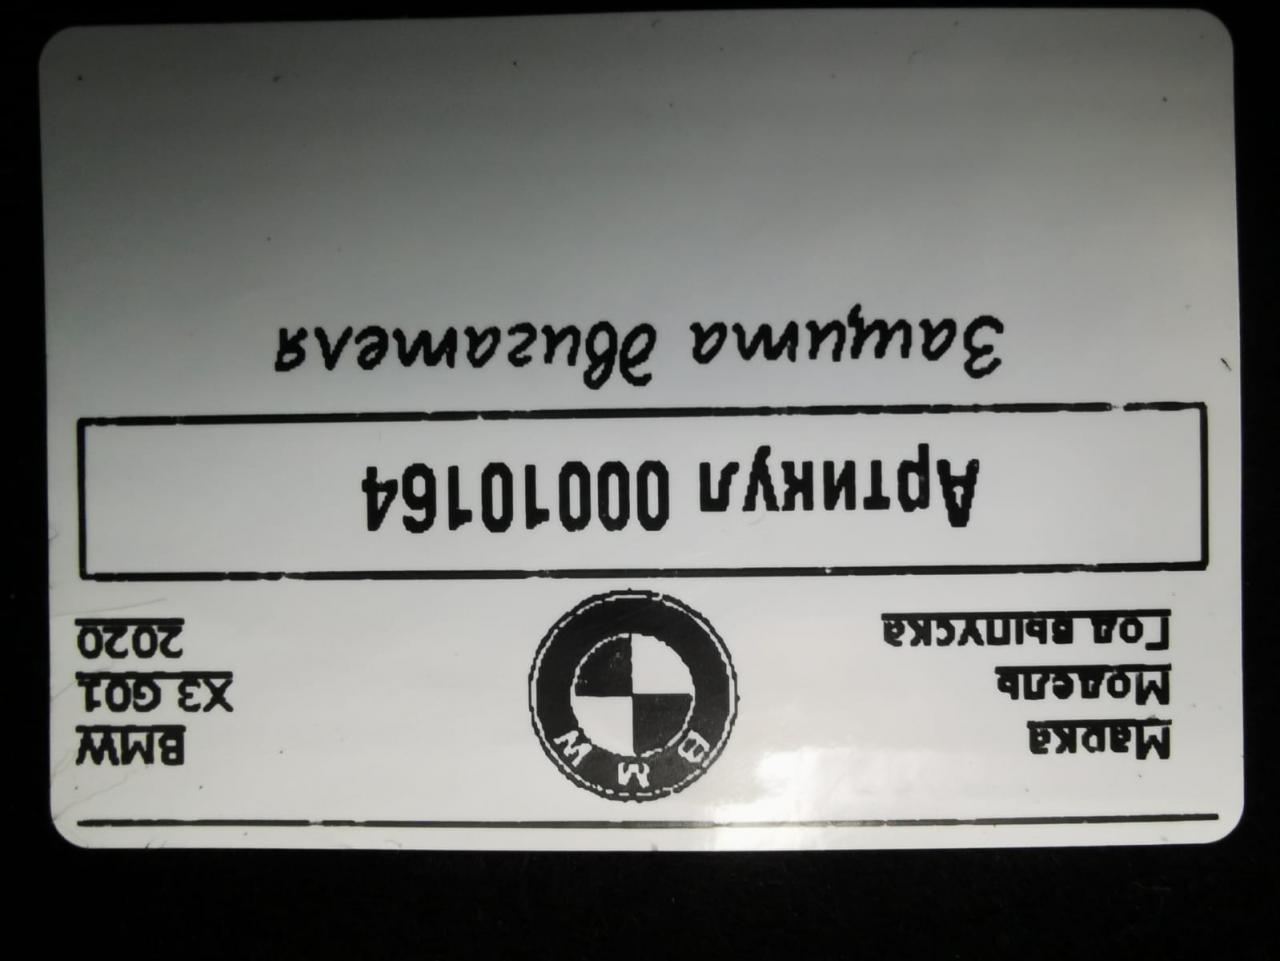 Марка BMW
Модель X3 G01
Год выпуска 2020
BMW
Артикул 00010164
Защита двигателя